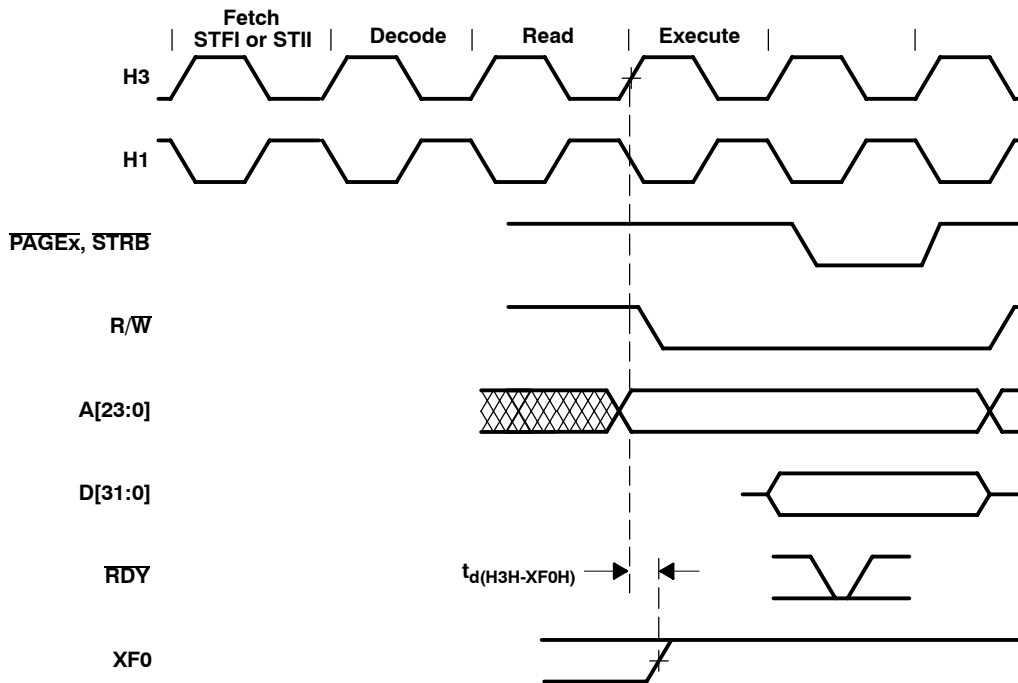 Fetch
STFI or STII
Decode
Read
Execute
H3
H1
PAGEx, STRB
R/W
A[23:0]
D[31:0]
RDY
td(H3H-XF0H)
XF0